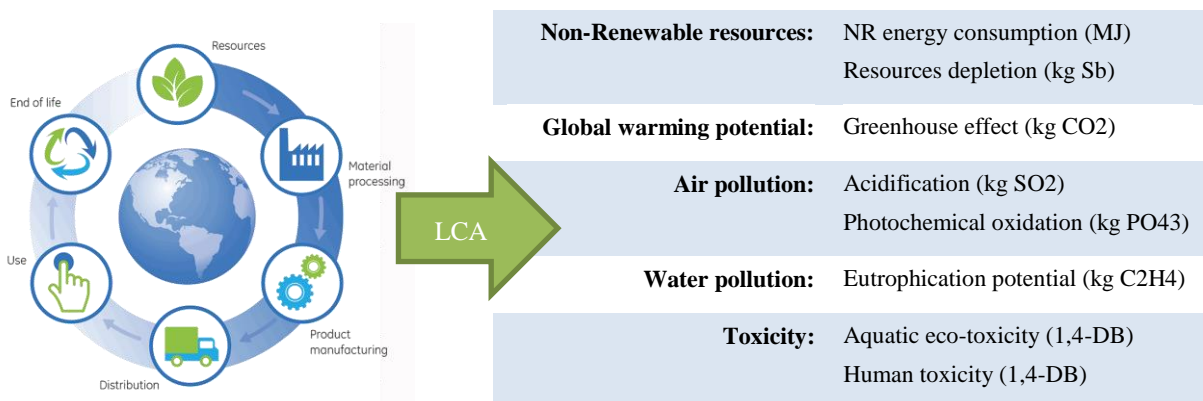 Resources
End of life
Material
processing
Use
Product
manufacturing
Distribution
LCA
Non-Renewable resources: NR energy consumption (MJ)
Resources depletion (kg Sb)
Global warming potential: Greenhouse effect (kg CO2)
Air pollution: Acidification (kg SO2)
Photochemical oxidation (kg PO43)
Water pollution: Eutrophication potential (kg C2H4)
Toxicity: Aquatic eco-toxicity (1,4-DB)
Human toxicity (1,4-DB)